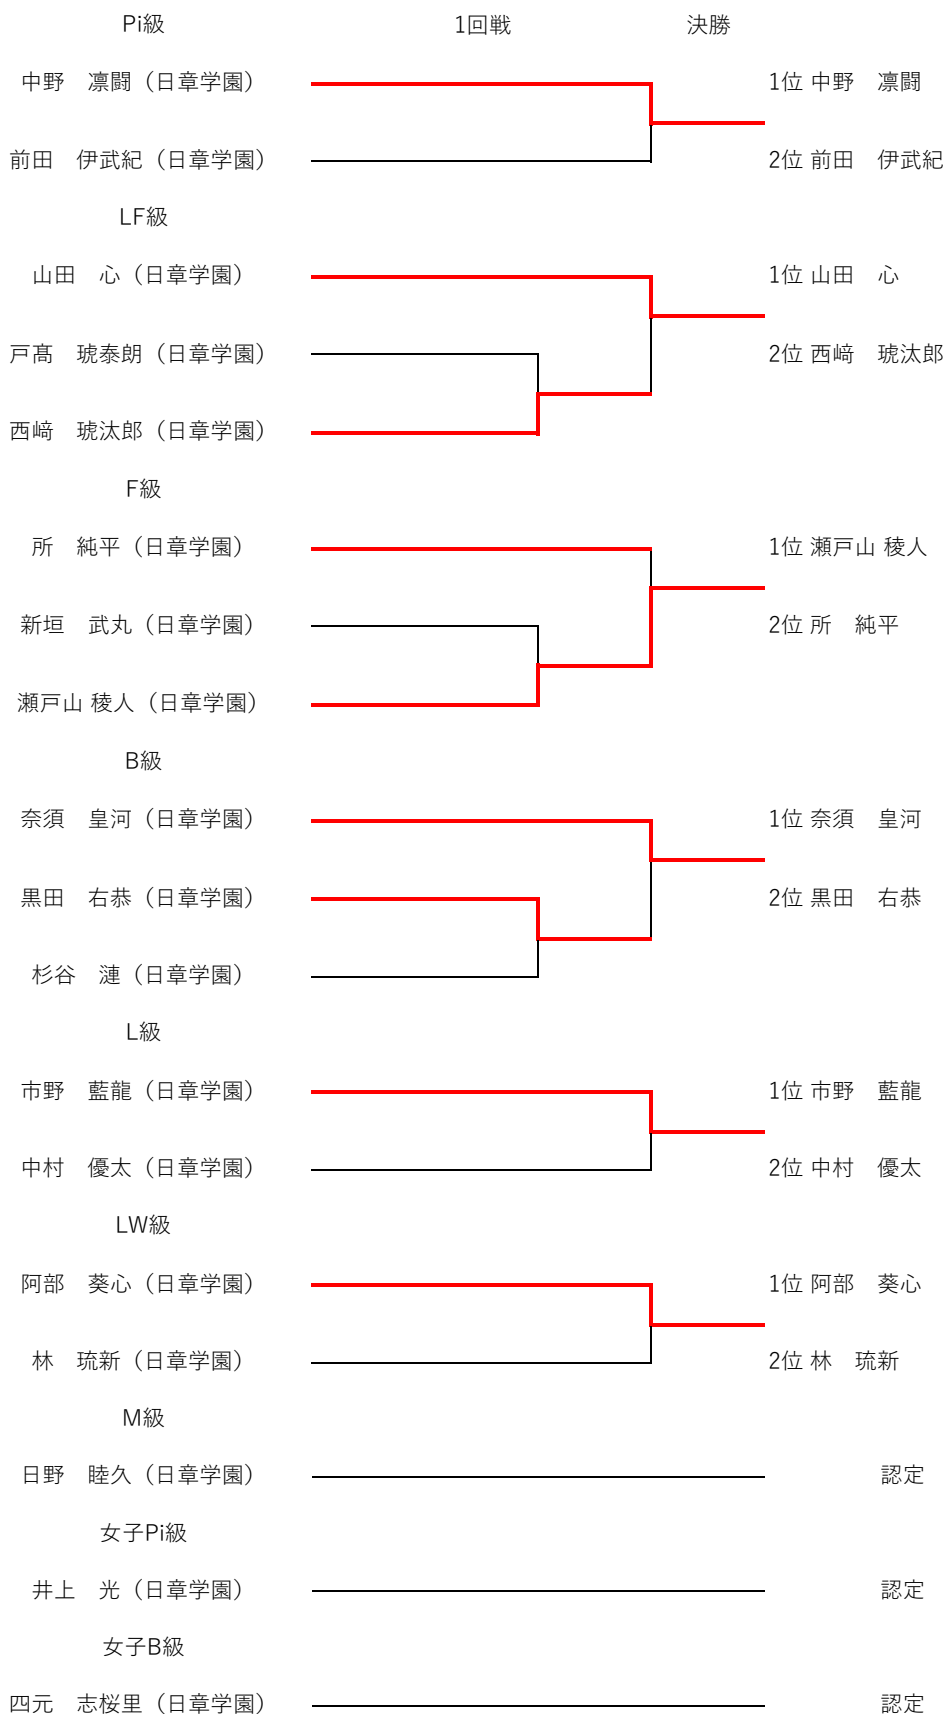 Pi級 1回戦 決勝
中野　凛闘（日章学園） 1位 中野　凛闘
前田　伊武紀（日章学園） 2位 前田　伊武紀
LF級
山田　心（日章学園） 1位 山田　心
戸髙　琥泰朗（日章学園） 2位 西﨑　琥汰郎
西﨑　琥汰郎（日章学園）
F級
所　純平（日章学園） 1位 瀬戸山 稜人
新垣　武丸（日章学園） 2位 所　純平
瀬戸山 稜人（日章学園）
B級
奈須　皇河（日章学園） 1位 奈須　皇河
黒田　右恭（日章学園） 2位 黒田　右恭
杉谷　漣（日章学園）
L級
市野　藍龍（日章学園） 1位 市野　藍龍
中村　優太（日章学園） 2位 中村　優太
LW級
阿部　葵心（日章学園） 1位 阿部　葵心
林　琉新（日章学園） 2位 林　琉新
M級
日野　睦久（日章学園） 認定
女子Pi級
井上　光（日章学園） 認定
女子B級
四元　志桜里（日章学園） 認定